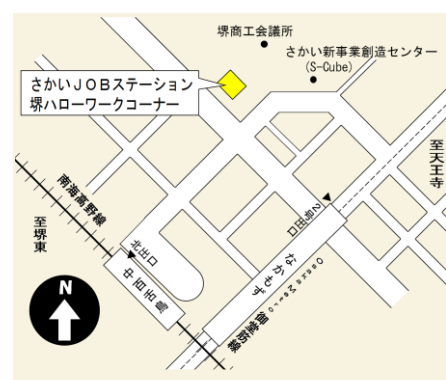 堺商工会議所
さかい新事業創造センター
(S-Cube)
さかいJOBステーション
堺ハローワークコーナー
至天王寺
南海高野線
2号出口
至堺東
北出口
中百舌鳥
なかもず
Osaka Metro
御堂筋線
N